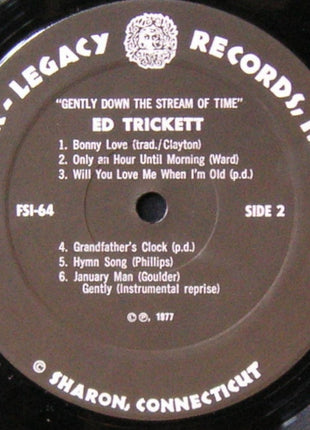 - LEGACY RECORDS,
"GENTLY DOWN THE STREAM OF TIME"
ED TRICKETT
1. Bonny Love (trad./Clayton)
2. Only an Hour Until Morning (Ward)
3. Will You Love Me When I'm Old (p.d.)
FSI-64
SIDE 2
4. Grandfather's Clock (p.d.)
5. Hymn Song (Phillips)
6. January Man (Goulder)
Gently (Instrumental reprise)
© ℗, 1977
© SHARON, CONNECTICUT